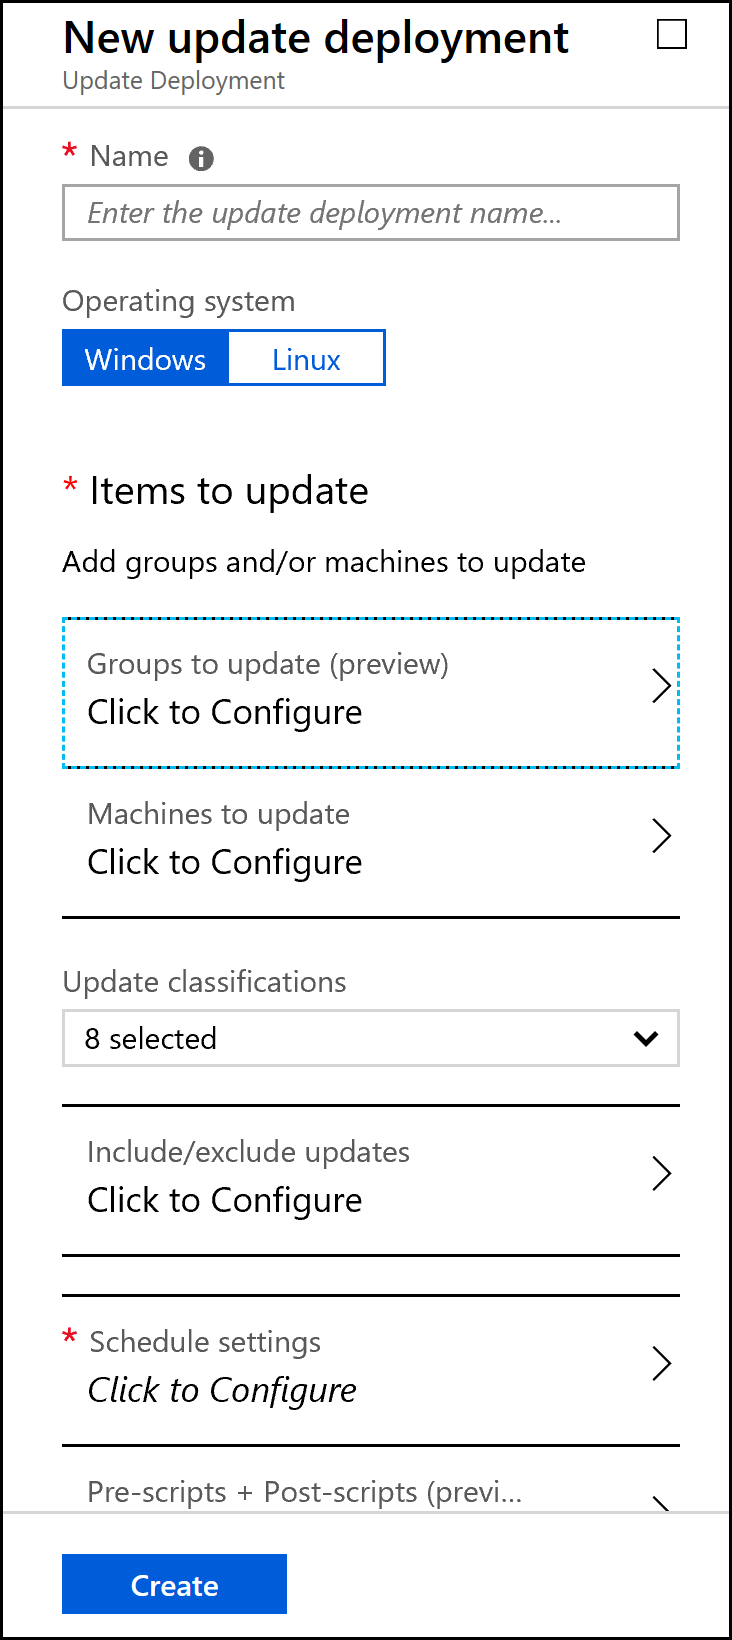 New update deployment
Update Deployment
* Name
Enter the update deployment name...
Operating system
Windows Linux
* Items to update
Add groups and/or machines to update
Groups to update (preview)
Click to Configure
Machines to update
Click to Configure
Update classifications
8 selected
Include/exclude updates
Click to Configure
* Schedule settings
Click to Configure
Pre-scripts + Post-scripts (previ...
Create